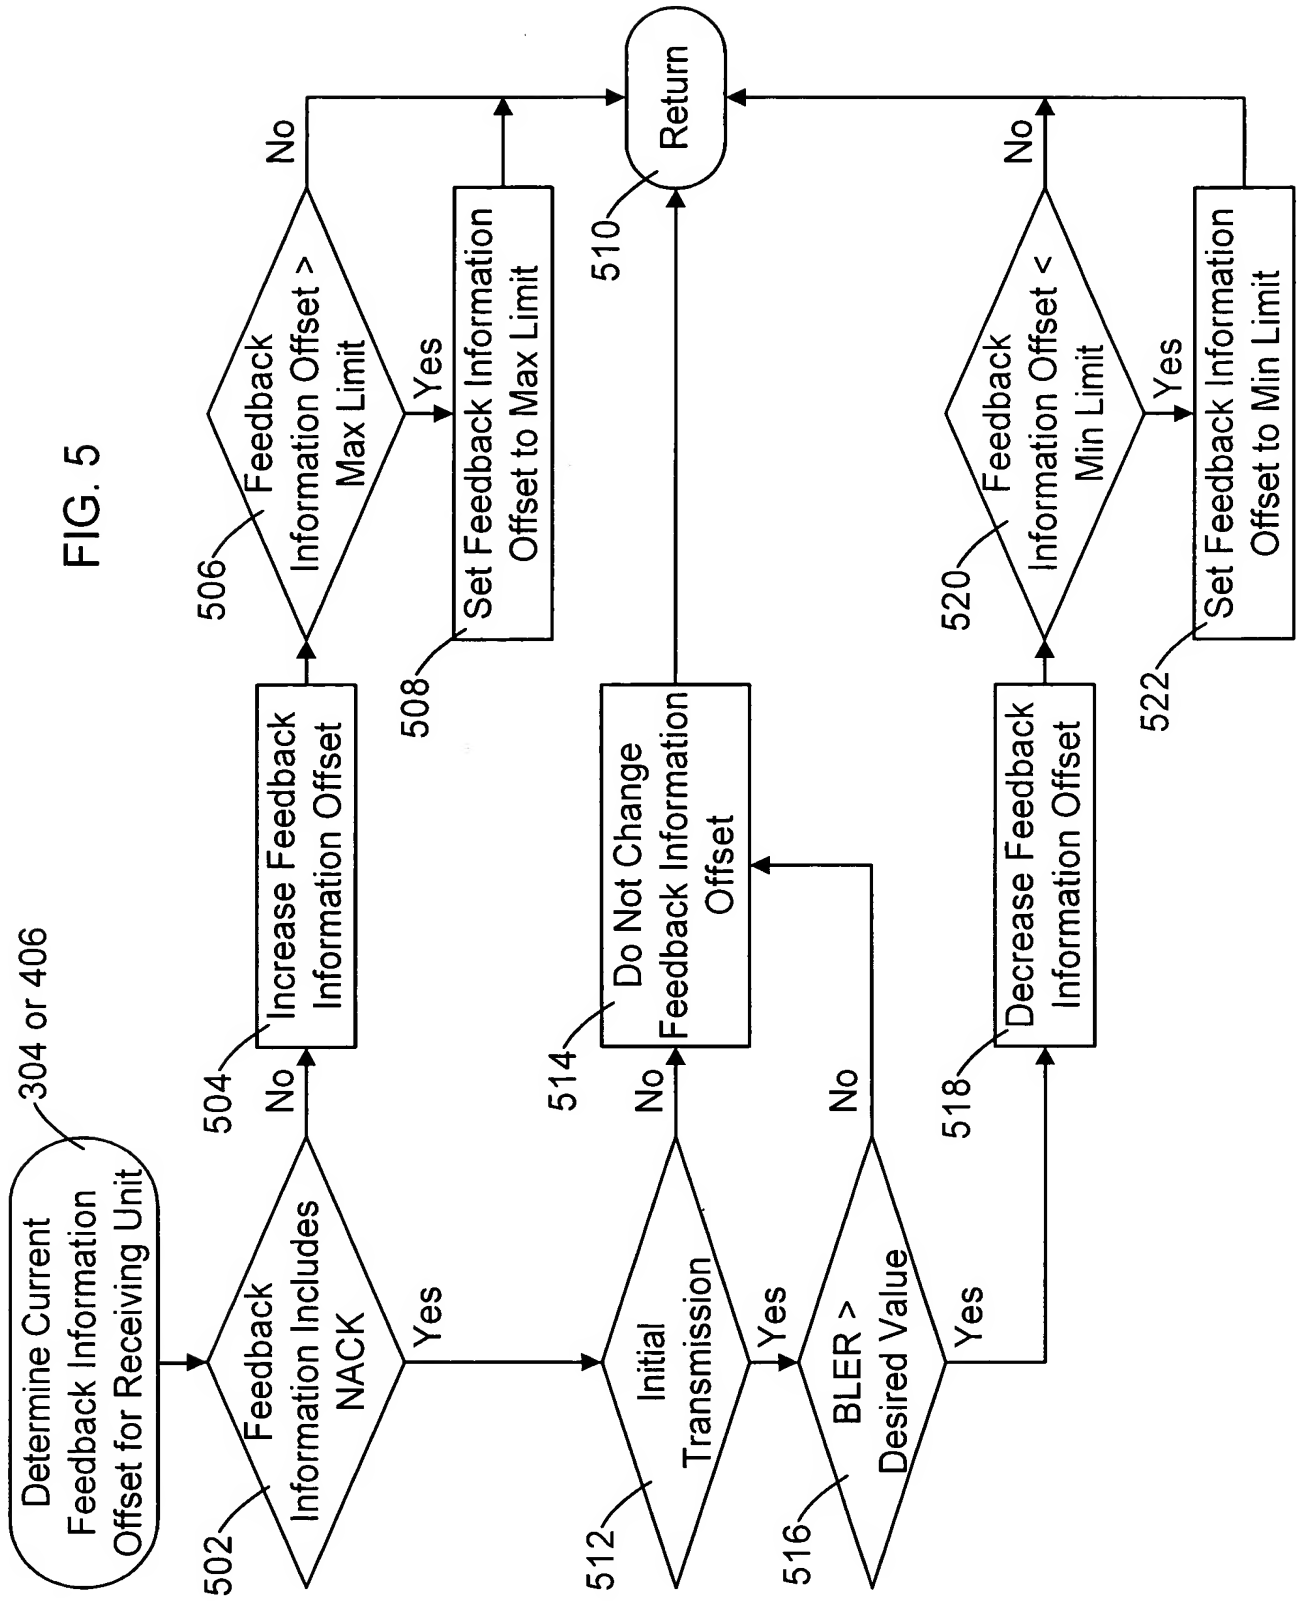 FIG. 5
304 or 406
Determine Current
Feedback Information
Offset for Receiving Unit
502
Feedback
Information Includes
NACK
No
Yes
504
Increase Feedback
Information Offset
506
Feedback
Information Offset >
Max Limit
No
Yes
508
Set Feedback Information
Offset to Max Limit
510
Return
512
Initial
Transmission
No
Yes
514
Do Not Change
Feedback Information
Offset
516
BLER >
Desired Value
No
Yes
518
Decrease Feedback
Information Offset
520
Feedback
Information Offset <
Min Limit
No
Yes
522
Set Feedback Information
Offset to Min Limit